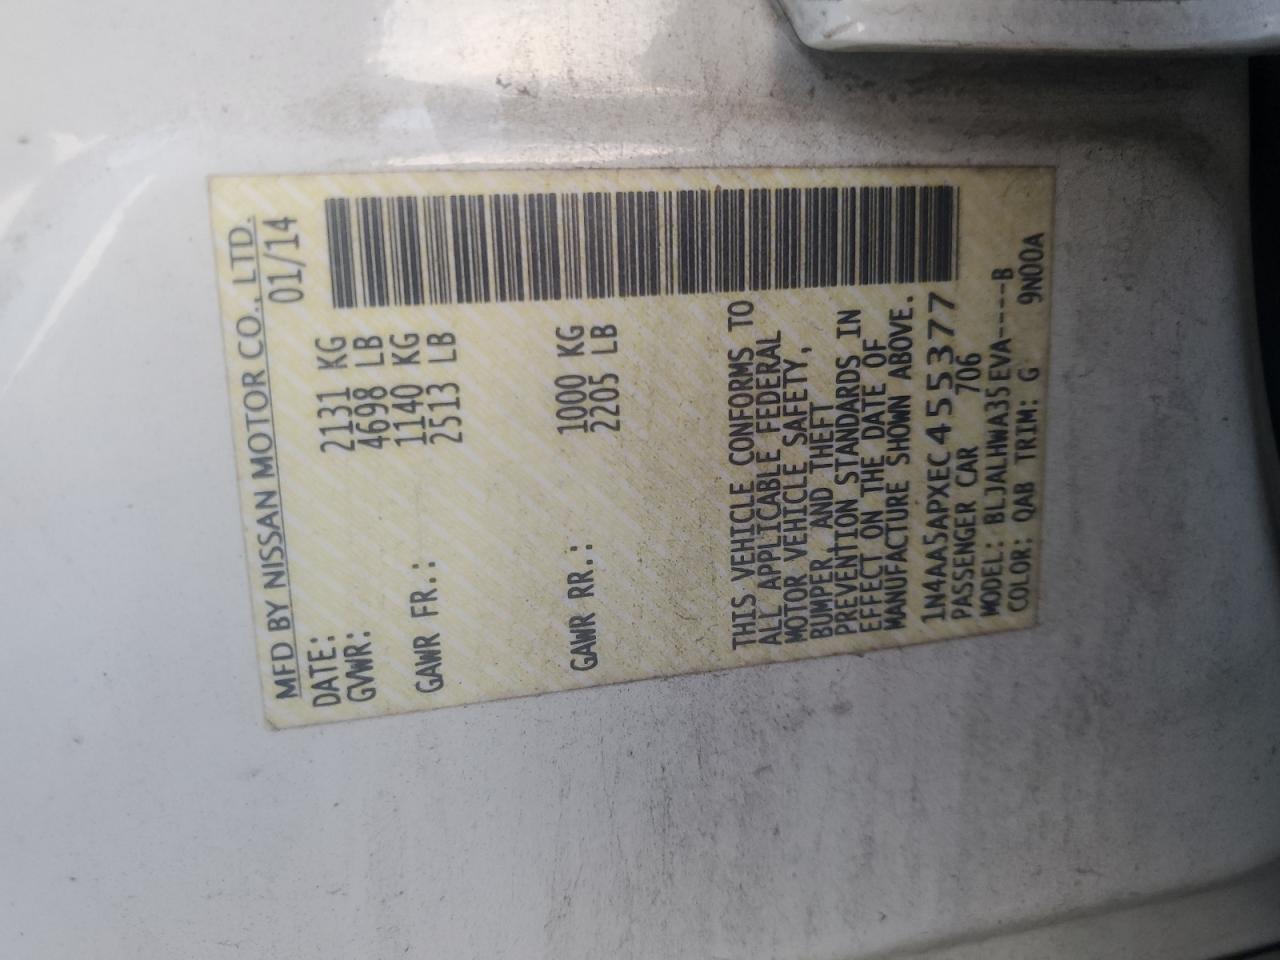 MFD BY NISSAN MOTOR CO., LTD.
DATE: 01/14
GVWR: 2131 KG
4698 LB
GAWR FR.: 1140 KG
2513 LB
GAWR RR.: 1000 KG
2205 LB
THIS VEHICLE CONFORMS TO
ALL APPLICABLE FEDERAL
MOTOR VEHICLE SAFETY,
BUMPER, AND THEFT
PREVENTION STANDARDS IN
EFFECT ON THE DATE OF
MANUFACTURE SHOWN ABOVE.
1N4AA5APXEC455377
PASSENGER CAR 706
MODEL: BLJALHWA35EVA-----B
COLOR: QAB TRIM: G 9N00A